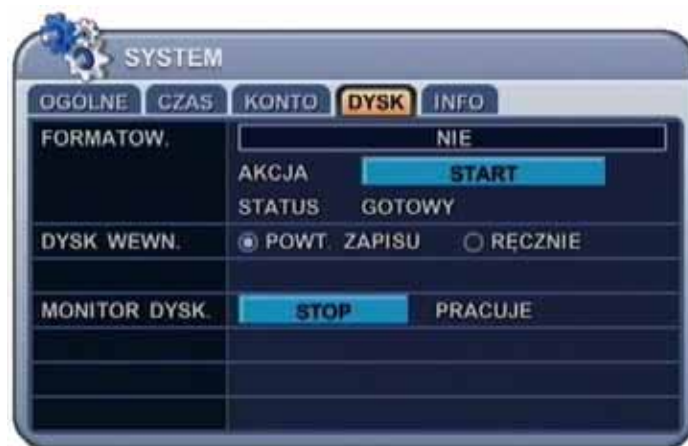 SYSTEM
OGÓLNE CZAS KONTO DYSK INFO
FORMATOW. NIE
AKCJA START
STATUS GOTOWY
DYSK WEWN. POWT. ZAPISU RĘCZNIE
MONITOR DYSK. STOP PRACUJE